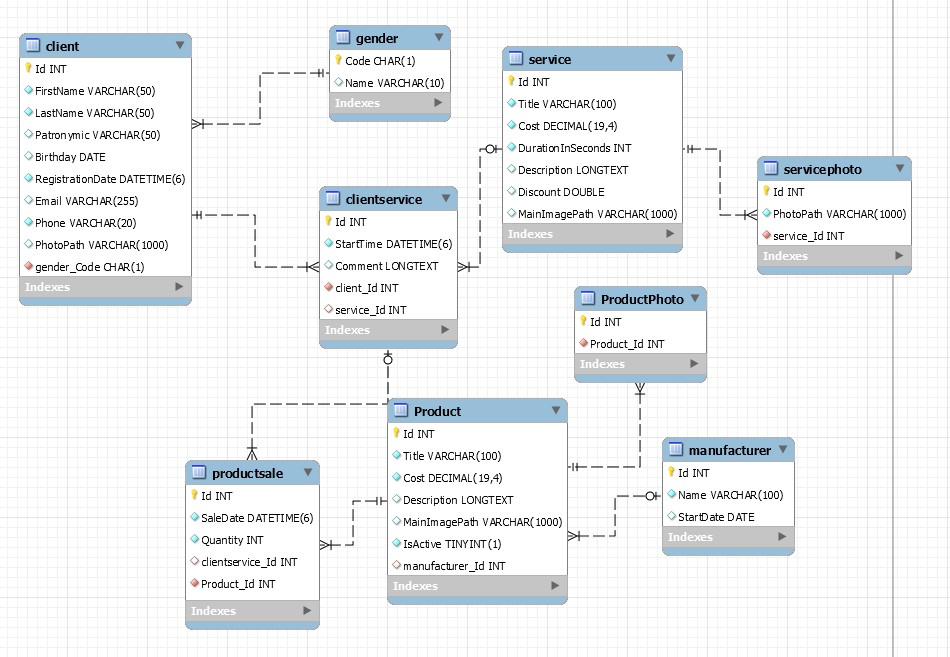 client
Id INT
FirstName VARCHAR(50)
LastName VARCHAR(50)
Patronymic VARCHAR(50)
Birthday DATE
RegistrationDate DATETIME(6)
Email VARCHAR(255)
Phone VARCHAR(20)
PhotoPath VARCHAR(1000)
gender_Code CHAR(1)
Indexes
gender
Code CHAR(1)
Name VARCHAR(10)
Indexes
service
Id INT
Title VARCHAR(100)
Cost DECIMAL(19,4)
DurationInSeconds INT
Description LONGTEXT
Discount DOUBLE
MainImagePath VARCHAR(1000)
Indexes
servicephoto
Id INT
PhotoPath VARCHAR(1000)
service_Id INT
Indexes
clientservice
Id INT
StartTime DATETIME(6)
Comment LONGTEXT
client_Id INT
service_Id INT
Indexes
ProductPhoto
Id INT
Product_Id INT
Indexes
Product
Id INT
Title VARCHAR(100)
Cost DECIMAL(19,4)
Description LONGTEXT
MainImagePath VARCHAR(1000)
IsActive TINYINT(1)
manufacturer_Id INT
Indexes
manufacturer
Id INT
Name VARCHAR(100)
StartDate DATE
Indexes
productsale
Id INT
SaleDate DATETIME(6)
Quantity INT
clientservice_Id INT
Product_Id INT
Indexes